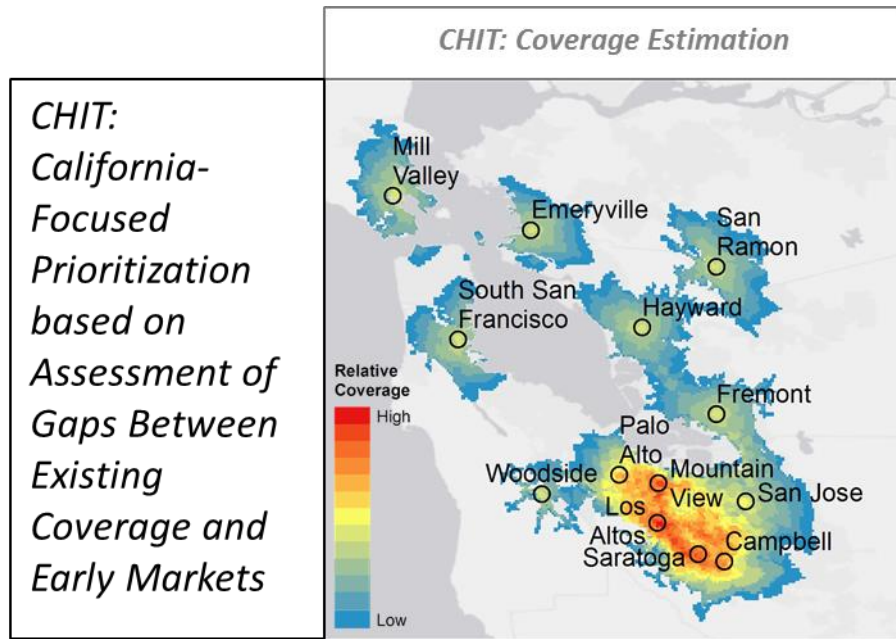 CHIT: Coverage Estimation
CHIT:
California-
Focused
Prioritization
based on
Assessment of
Gaps Between
Existing
Coverage and
Early Markets
Mill
Valley
Emeryville
San
Ramon
South San
Francisco
Hayward
Relative
Coverage
High
Low
Fremont
Palo
Alto
Woodside
Mountain
View
San Jose
Los
Altos
Saratoga
Campbell